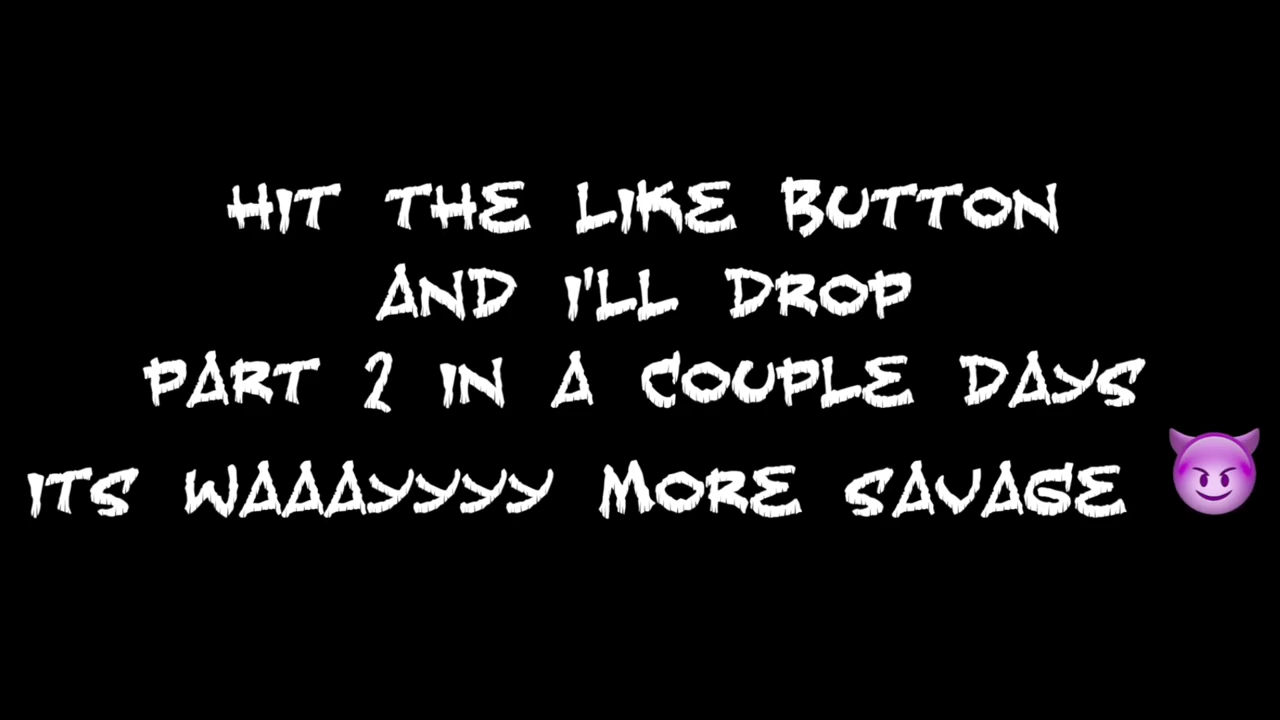 HIT THE LIKE BUTTON
AND I'LL DROP
PART 2 IN A COUPLE DAYS
ITS WAAAYYYY MORE SAVAGE 😈